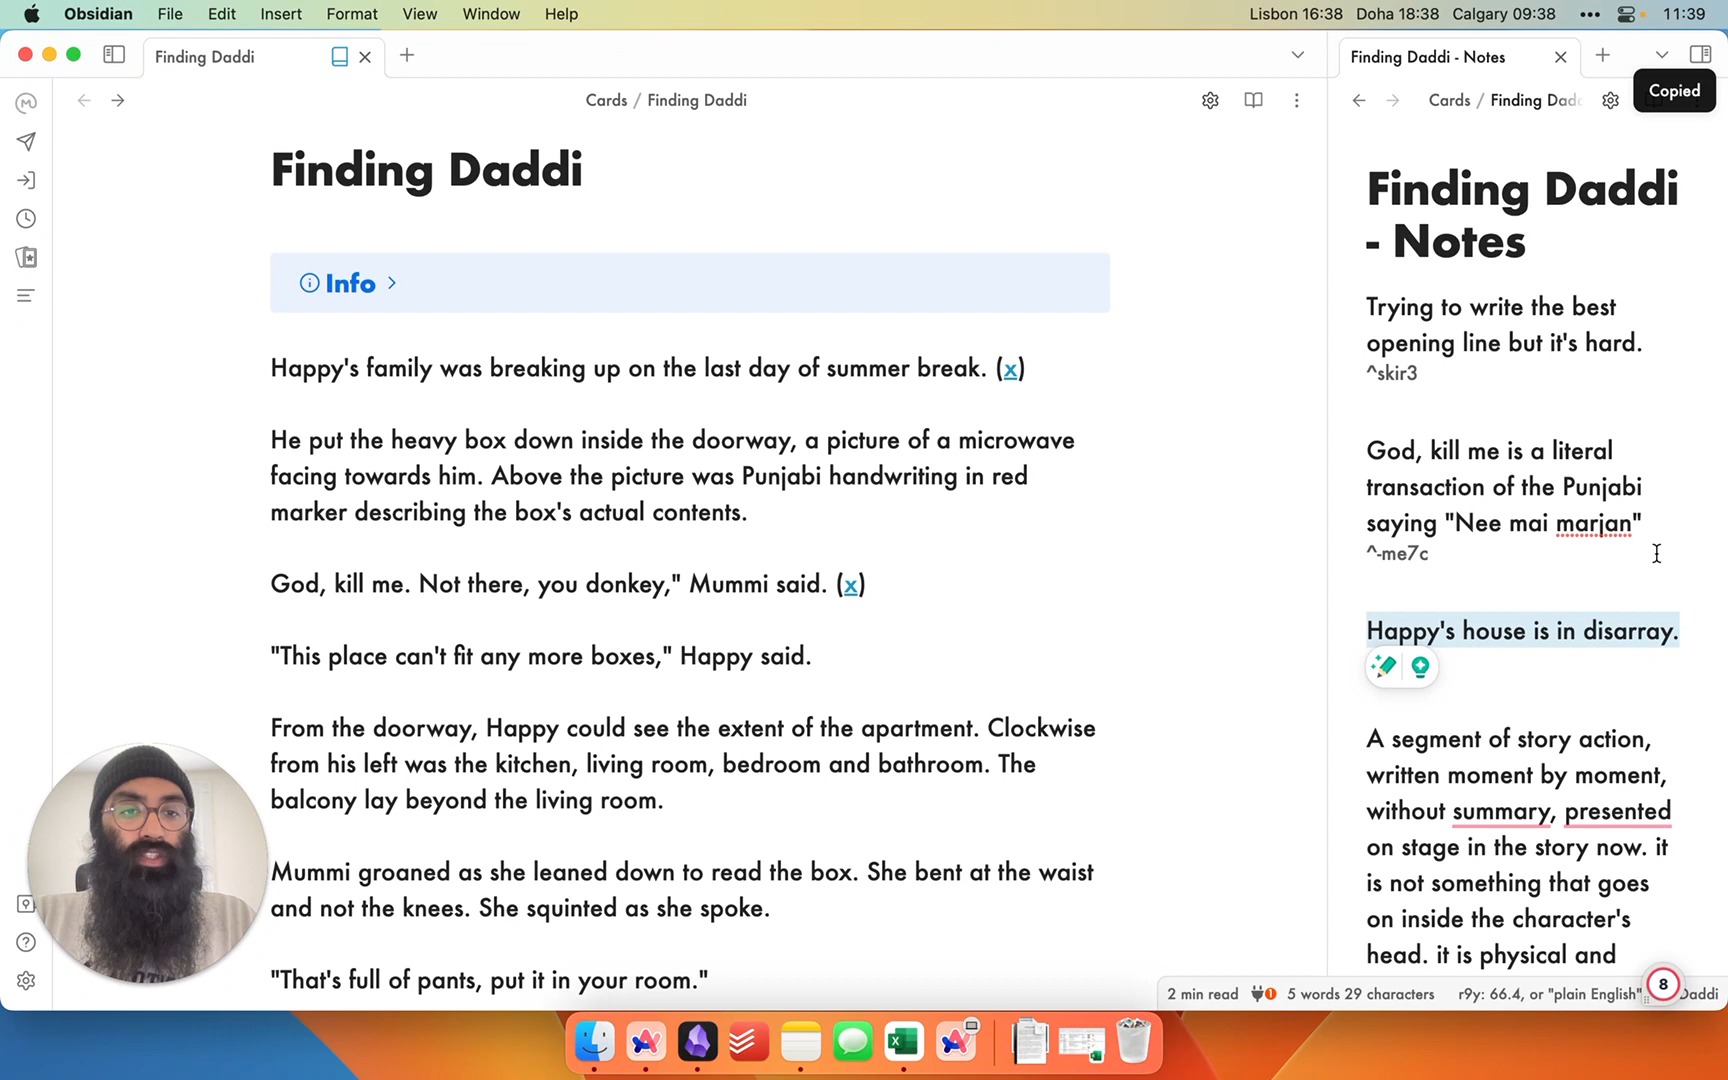 Obsidian File Edit Insert Format View Window Help
Lisbon 16:38 Doha 18:38 Calgary 09:38 ••• 11:39
Finding Daddi
Cards / Finding Daddi
Finding Daddi
Info
Happy's family was breaking up on the last day of summer break. (x)
He put the heavy box down inside the doorway, a picture of a microwave
facing towards him. Above the picture was Punjabi handwriting in red
marker describing the box's actual contents.
God, kill me. Not there, you donkey," Mummi said. (x)
"This place can't fit any more boxes," Happy said.
From the doorway, Happy could see the extent of the apartment. Clockwise
from his left was the kitchen, living room, bedroom and bathroom. The
balcony lay beyond the living room.
Mummi groaned as she leaned down to read the box. She bent at the waist
and not the knees. She squinted as she spoke.
"That's full of pants, put it in your room."
Finding Daddi - Notes
Copied
Cards / Finding Dad
Finding Daddi
- Notes
Trying to write the best
opening line but it's hard.
^skir3
God, kill me is a literal
transaction of the Punjabi
saying "Nee mai marjan"
^-me7c
Happy's house is in disarray.
A segment of story action,
written moment by moment,
without summary, presented
on stage in the story now. it
is not something that goes
on inside the character's
head. it is physical and
2 min read 1 5 words 29 characters r9y: 66.4, or "plain English" 8 Daddi